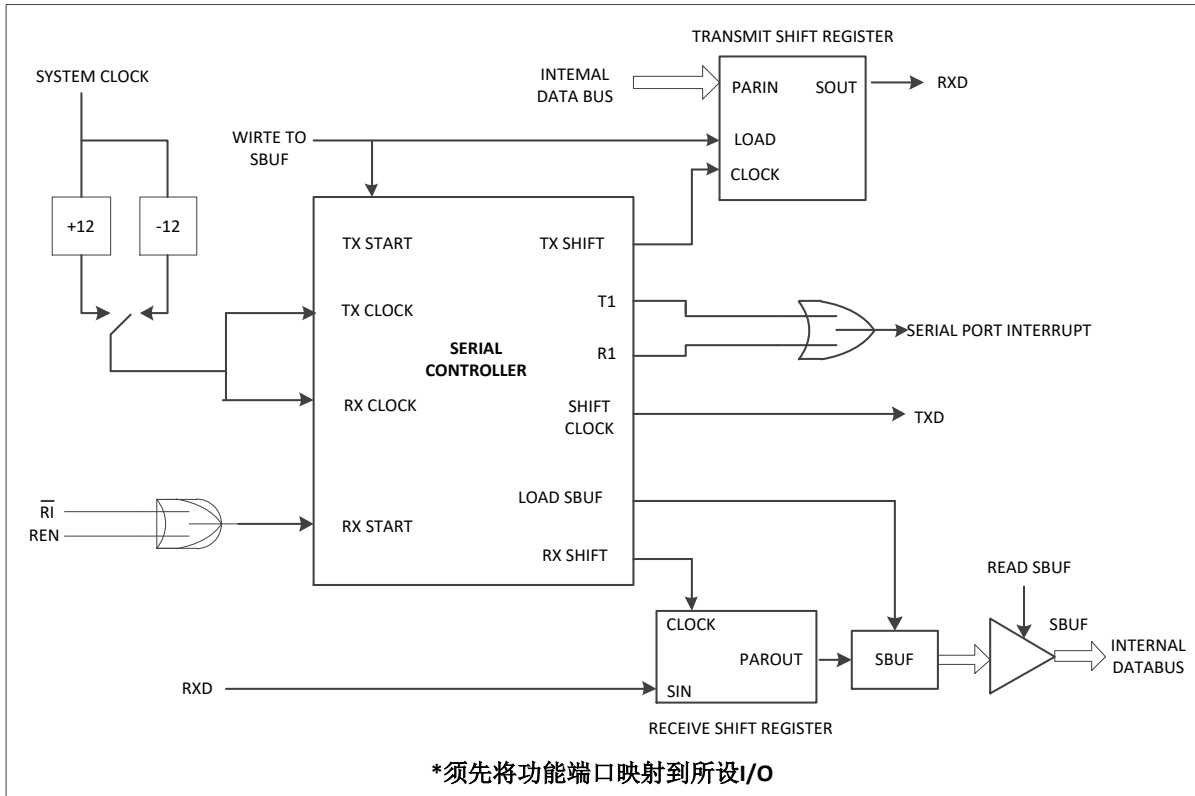 TRANSMIT SHIFT REGISTER
SYSTEM CLOCK
INTEMAL
DATA BUS
PARIN
SOUT
RXD
WIRTE TO
SBUF
LOAD
CLOCK
+12
-12
TX START
TX SHIFT
TX CLOCK
T1
SERIAL PORT INTERRUPT
SERIAL
CONTROLLER
R1
RX CLOCK
SHIFT
CLOCK
TXD
LOAD SBUF
RI
REN
RX START
RX SHIFT
READ SBUF
CLOCK
SBUF
PAROUT
SBUF
INTERNAL
DATABUS
RXD
SIN
RECEIVE SHIFT REGISTER
*须先将功能端口映射到所设I/O